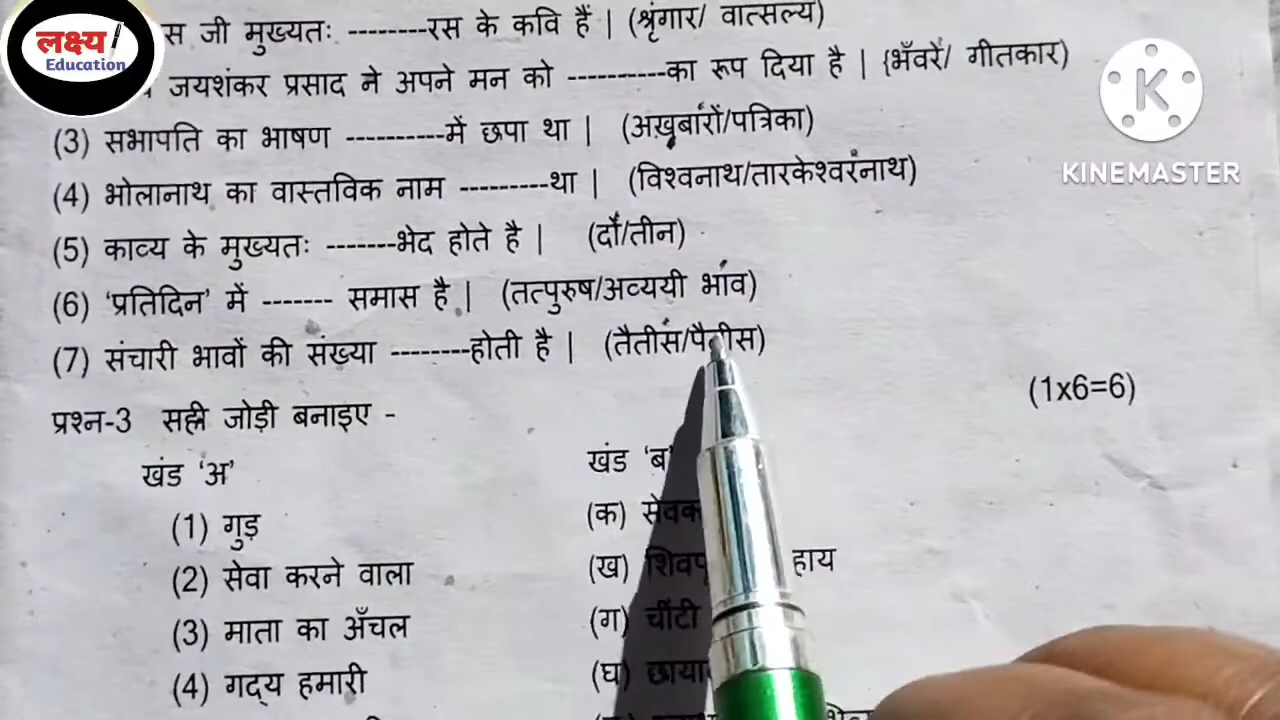 लक्ष्य
Education
स जी मुख्यतः --------रस के कवि हैं | (श्रृंगार/ वात्सल्य)
जयशंकर प्रसाद ने अपने मन को ----------का रूप दिया है | {भँवरें/ गीतकार)
(3) सभापति का भाषण ----------में छपा था | (अख़बारों/पत्रिका)
(4) भोलानाथ का वास्तविक नाम ---------था | (विश्वनाथ/तारकेश्वरनाथ)
(5) काव्य के मुख्यतः -------भेद होते है | (दो/तीन)
(6) 'प्रतिदिन' में ------- समास है | (तत्पुरुष/अव्ययी भाव)
(7) संचारी भावों की संख्या --------होती है | (तैतीस/पैतीस)
(1x6=6)
प्रश्न-3 सही जोड़ी बनाइए -
खंड 'अ' खंड 'ब'
(1) गुड़ (क) सेवक
(2) सेवा करने वाला (ख) हाय
(3) माता का अँचल (ग) चींटी
(4) गद्य हमारी (घ)
K
KINEMASTER